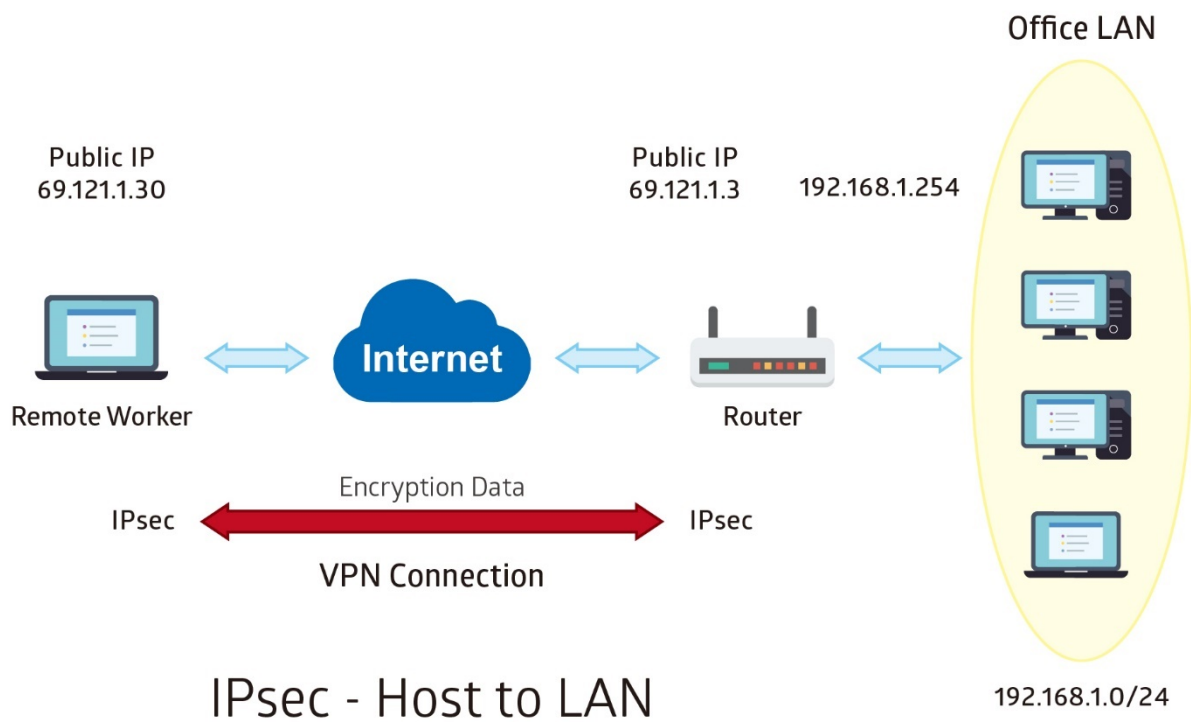 Office LAN
Public IP
69.121.1.30
Public IP
69.121.1.3
192.168.1.254
Internet
Remote Worker
Router
Encryption Data
IPsec
IPsec
VPN Connection
IPsec - Host to LAN
192.168.1.0/24